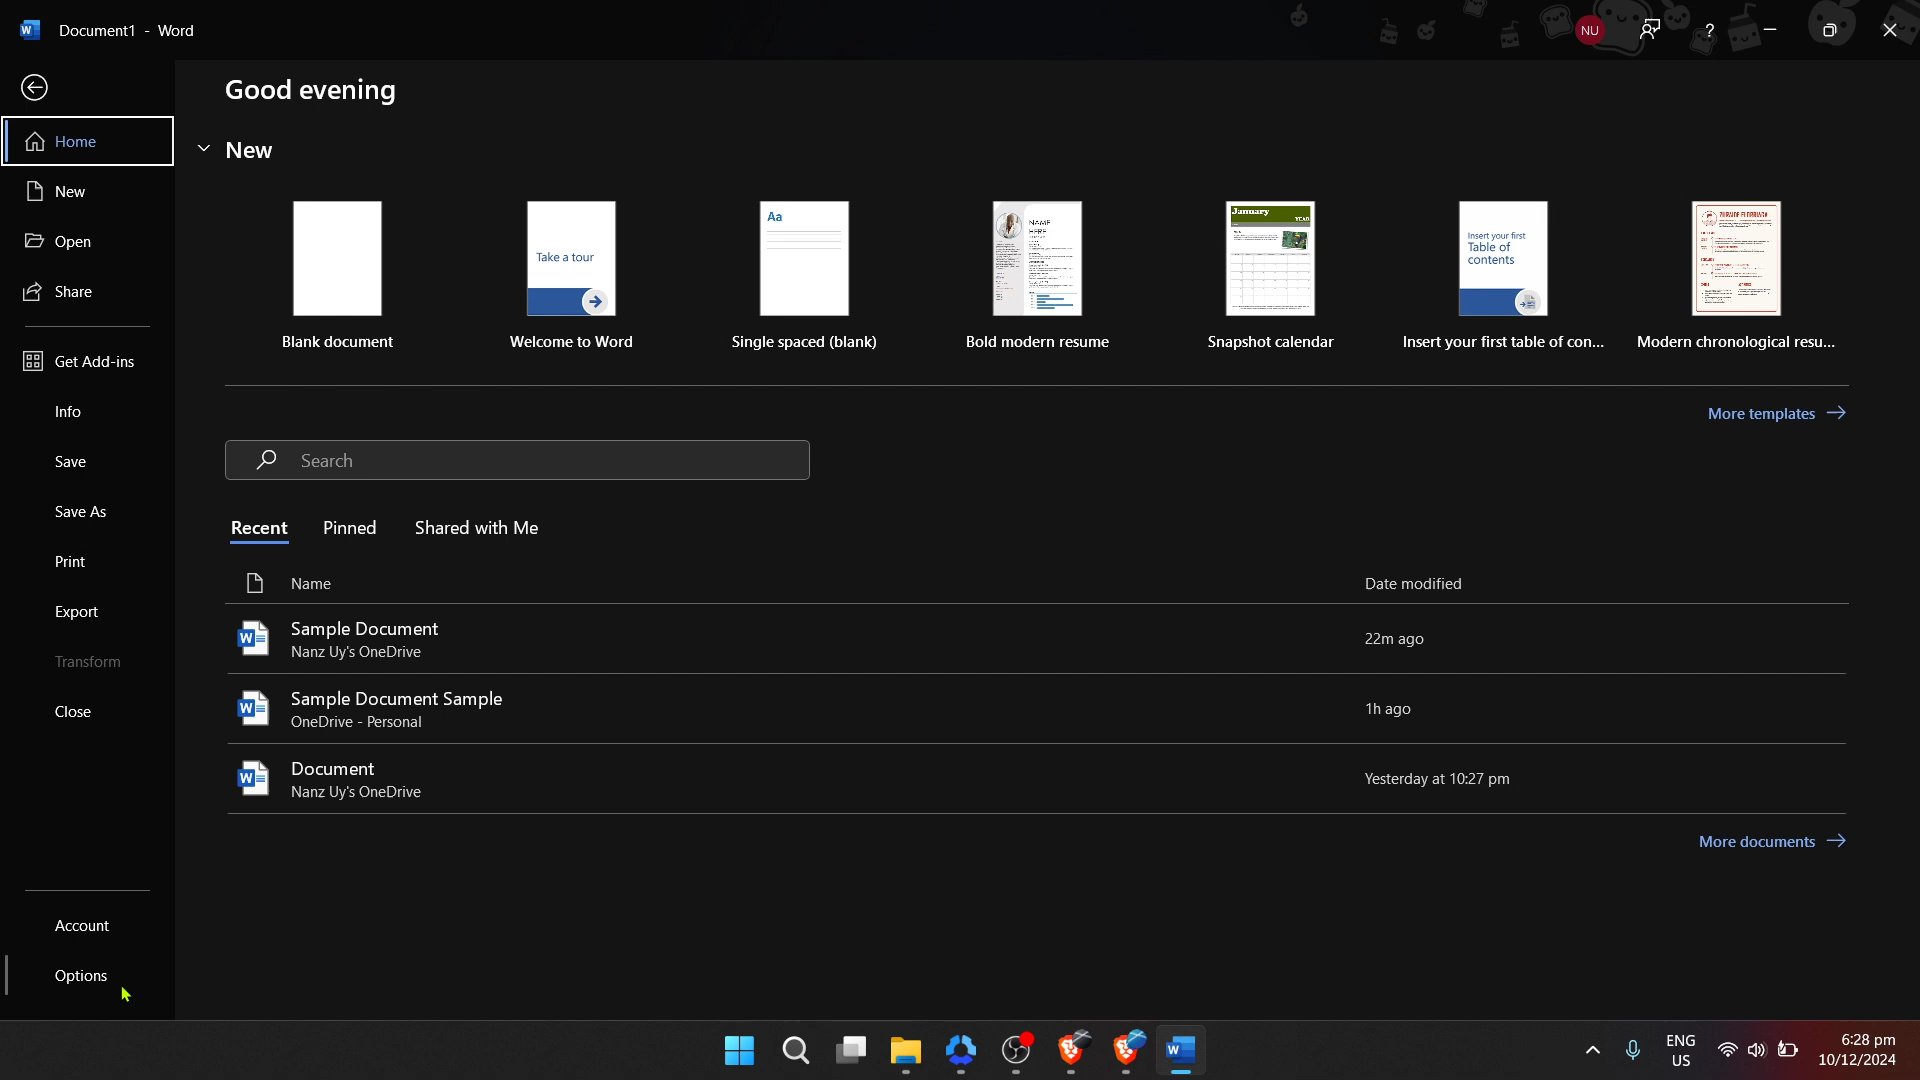 Document1 - Word
NU
?
Good evening
Home
New
New
Open
Share
Get Add-ins
Info
Save
Save As
Print
Export
Transform
Close
Account
Options
Take a tour
Aa
NAME
HERE
January
YEAR
Insert your first
Table of
contents
Blank document
Welcome to Word
Single spaced (blank)
Bold modern resume
Snapshot calendar
Insert your first table of con...
Modern chronological resu...
More templates
Search
Recent
Pinned
Shared with Me
Name
Date modified
Sample Document
Nanz Uy's OneDrive
22m ago
Sample Document Sample
OneDrive - Personal
1h ago
Document
Nanz Uy's OneDrive
Yesterday at 10:27 pm
More documents
ENG
US
6:28 pm
10/12/2024